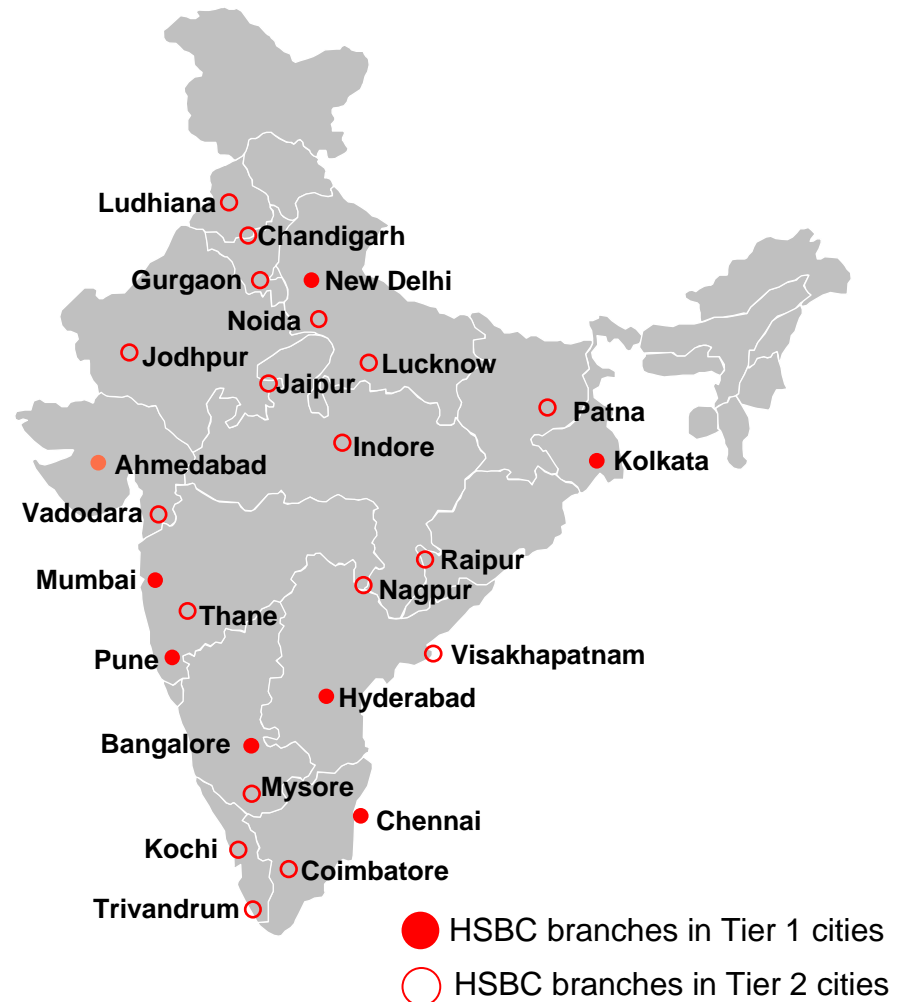 Ludhiana
Chandigarh
Gurgaon
New Delhi
Noida
Jodhpur
Lucknow
Jaipur
Patna
Indore
Kolkata
Ahmedabad
Vadodara
Raipur
Mumbai
Nagpur
Thane
Pune
Visakhapatnam
Hyderabad
Bangalore
Mysore
Chennai
Kochi
Coimbatore
Trivandrum
HSBC branches in Tier 1 cities
HSBC branches in Tier 2 cities